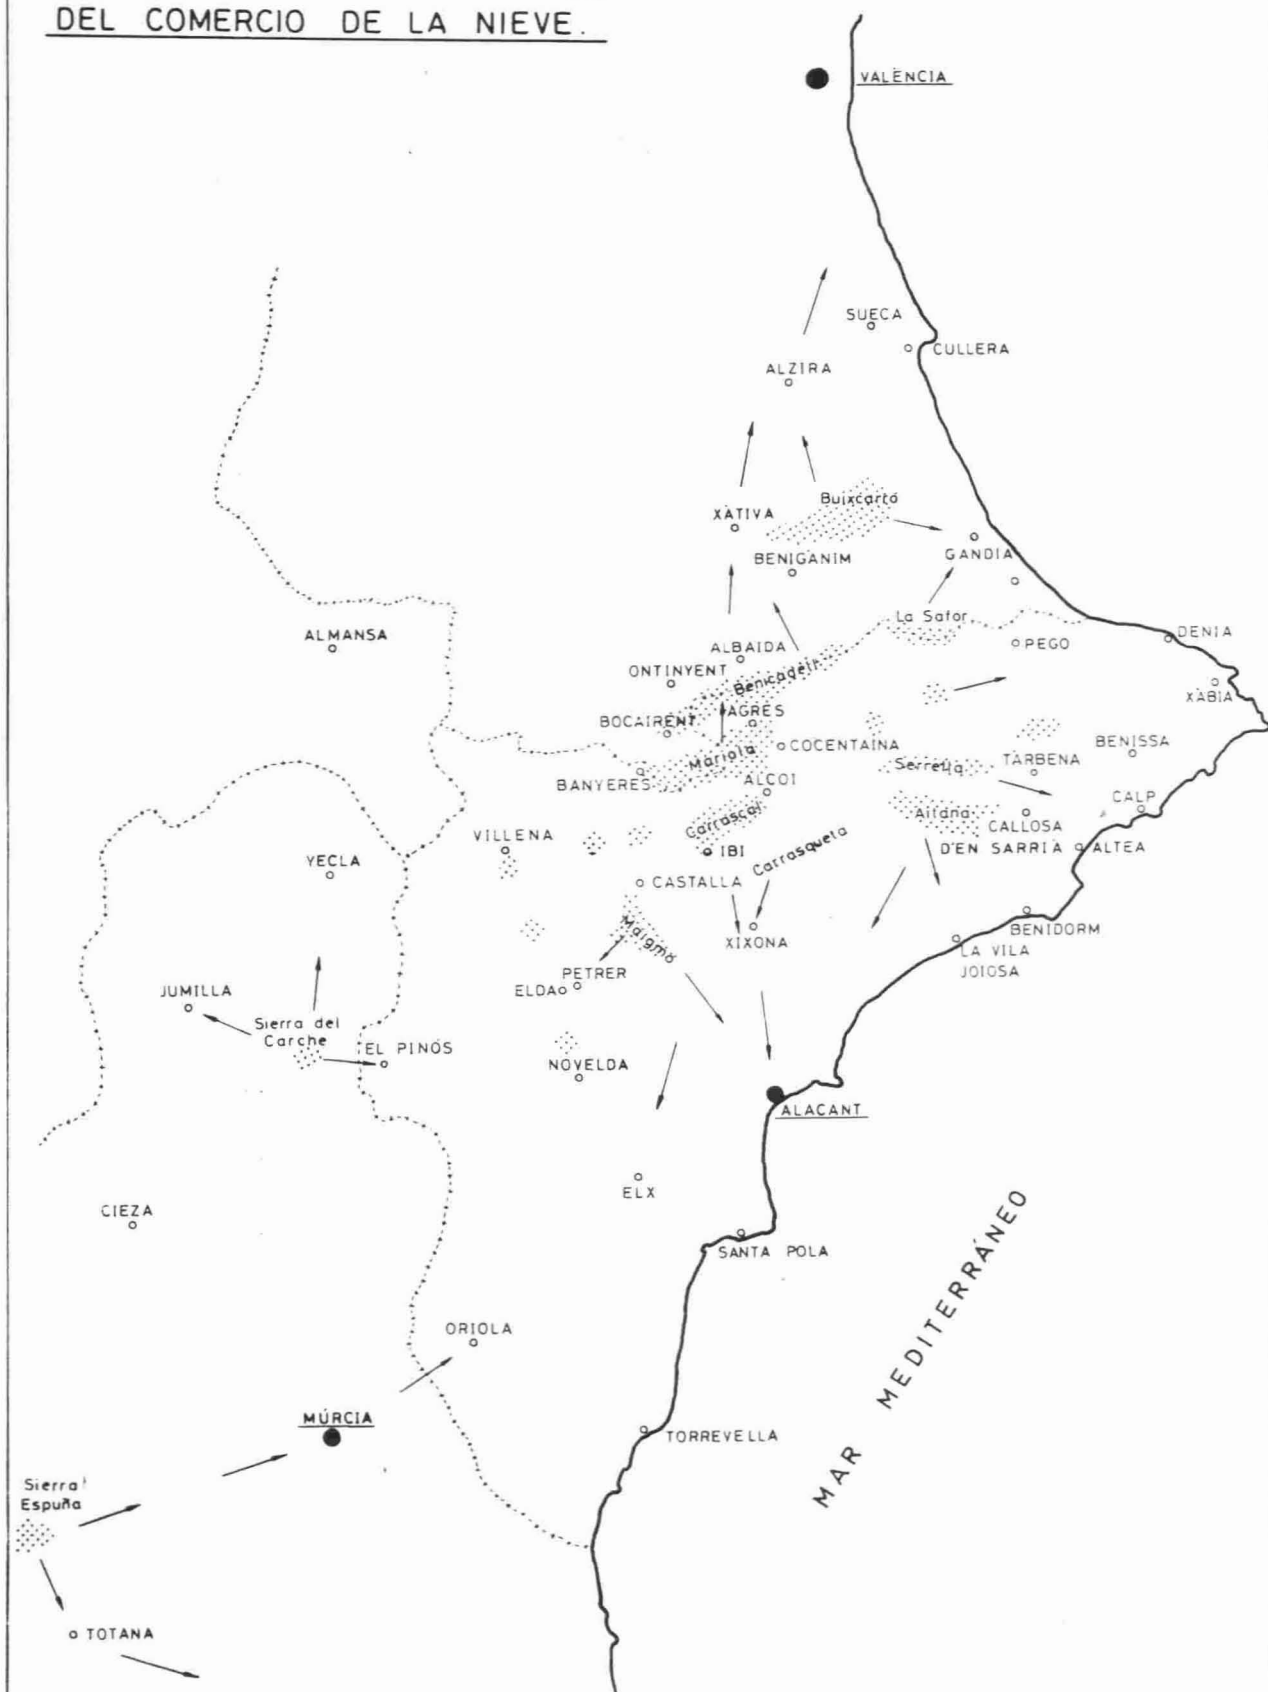 DEL COMERCIO DE LA NIEVE.
VALÈNCIA
SUECA
CULLERA
ALZIRA
Buixcarto
XÀTIVA
GANDIA
BENIGANIM
La Safor
ALMANSA
DENIA
PEGO
ALBAIDA
ONTINYENT
Benicadell
XÀBIA
AGRES
BOCAIRENT
COCENTAINA
BENISSA
Mariola
Serrella
TÀRBENA
BANYERES
ALCOI
CALP
Carrascal
Aitana
CALLOSA
D'EN SARRIÀ
ALTEA
VILLENA
IBI
Carrasqueta
YECLA
CASTALLA
Maigmó
XIXONA
BENIDORM
LA VILA
JOIOSA
PETRER
ELDA
JUMILLA
Sierra del
Carche
EL PINÓS
NOVELDA
ALACANT
ELX
CIEZA
SANTA POLA
MAR MEDITERRÁNEO
ORIOLA
MÚRCIA
TORREVELLA
Sierra
Espuña
TOTANA